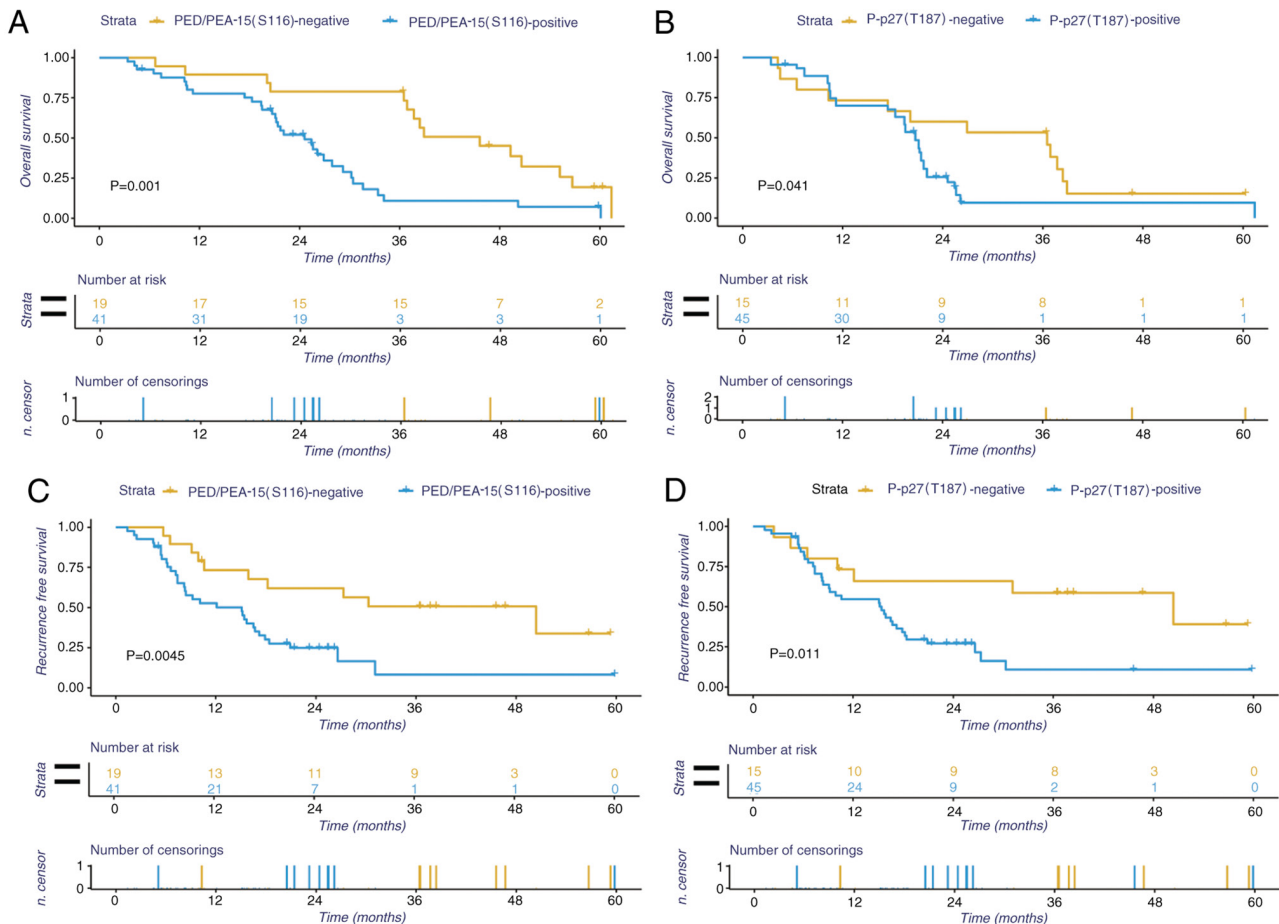 A
Strata PED/PEA-15(S116)-negative PED/PEA-15(S116)-positive
Overall survival
1.00
0.75
0.50
0.25
0.00
P=0.001
0 12 24 36 48 60
Time (months)
Number at risk
Strata
19 17 15 15 7 2
41 31 19 3 3 1
0 12 24 36 48 60
Time (months)
Number of censorings
n. censor
1
0
0 12 24 36 48 60
Time (months)
B
Strata P-p27(T187)-negative P-p27(T187)-positive
Overall survival
1.00
0.75
0.50
0.25
0.00
P=0.041
0 12 24 36 48 60
Time (months)
Number at risk
Strata
15 11 9 8 1 1
45 30 9 1 1 1
0 12 24 36 48 60
Time (months)
Number of censorings
n. censor
2
1
0
0 12 24 36 48 60
Time (months)
C
Strata PED/PEA-15(S116)-negative PED/PEA-15(S116)-positive
Recurrence free survival
1.00
0.75
0.50
0.25
0.00
P=0.0045
0 12 24 36 48 60
Time (months)
Number at risk
Strata
19 13 11 9 3 0
41 21 7 1 1 0
0 12 24 36 48 60
Time (months)
Number of censorings
n. censor
1
0
0 12 24 36 48 60
Time (months)
D
Strata P-p27(T187)-negative P-p27(T187)-positive
Recurrence free survival
1.00
0.75
0.50
0.25
0.00
P=0.011
0 12 24 36 48 60
Time (months)
Number at risk
Strata
15 10 9 8 3 0
45 24 9 2 1 0
0 12 24 36 48 60
Time (months)
Number of censorings
n. censor
1
0
0 12 24 36 48 60
Time (months)